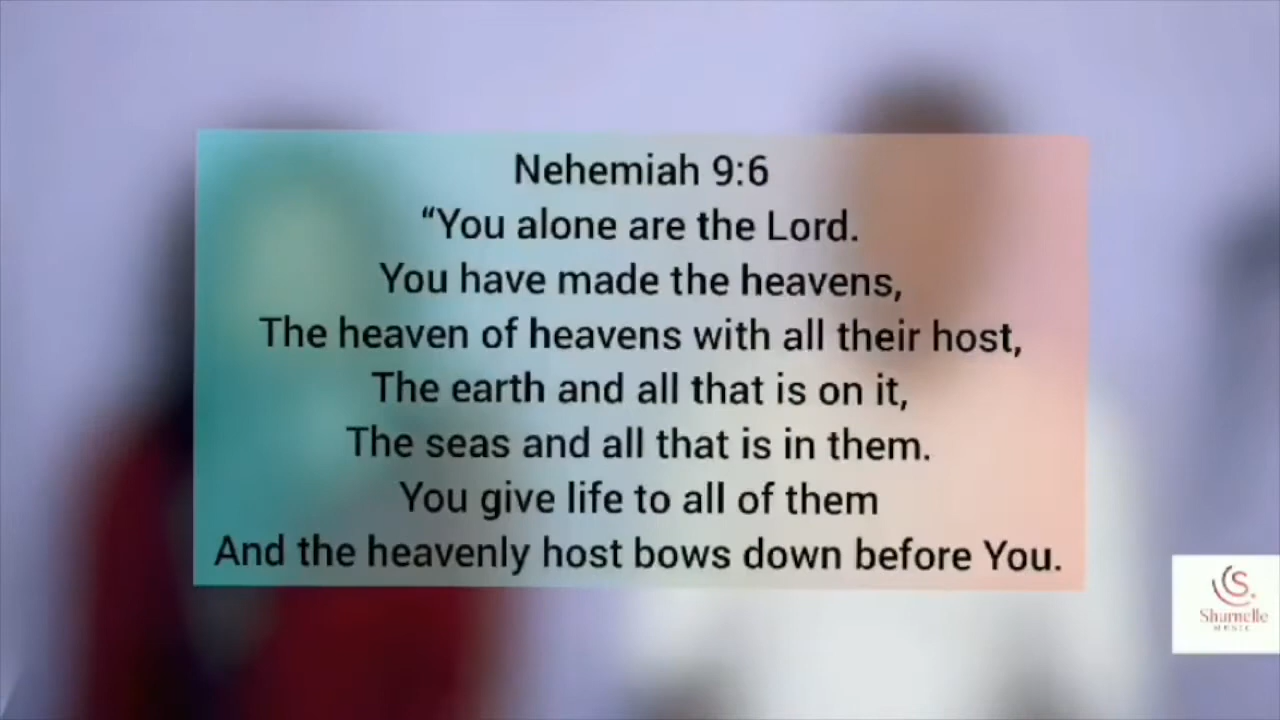 Nehemiah 9:6
“You alone are the Lord.
You have made the heavens,
The heaven of heavens with all their host,
The earth and all that is on it,
The seas and all that is in them.
You give life to all of them
And the heavenly host bows down before You.
S.
Sharnelle
MUSIC